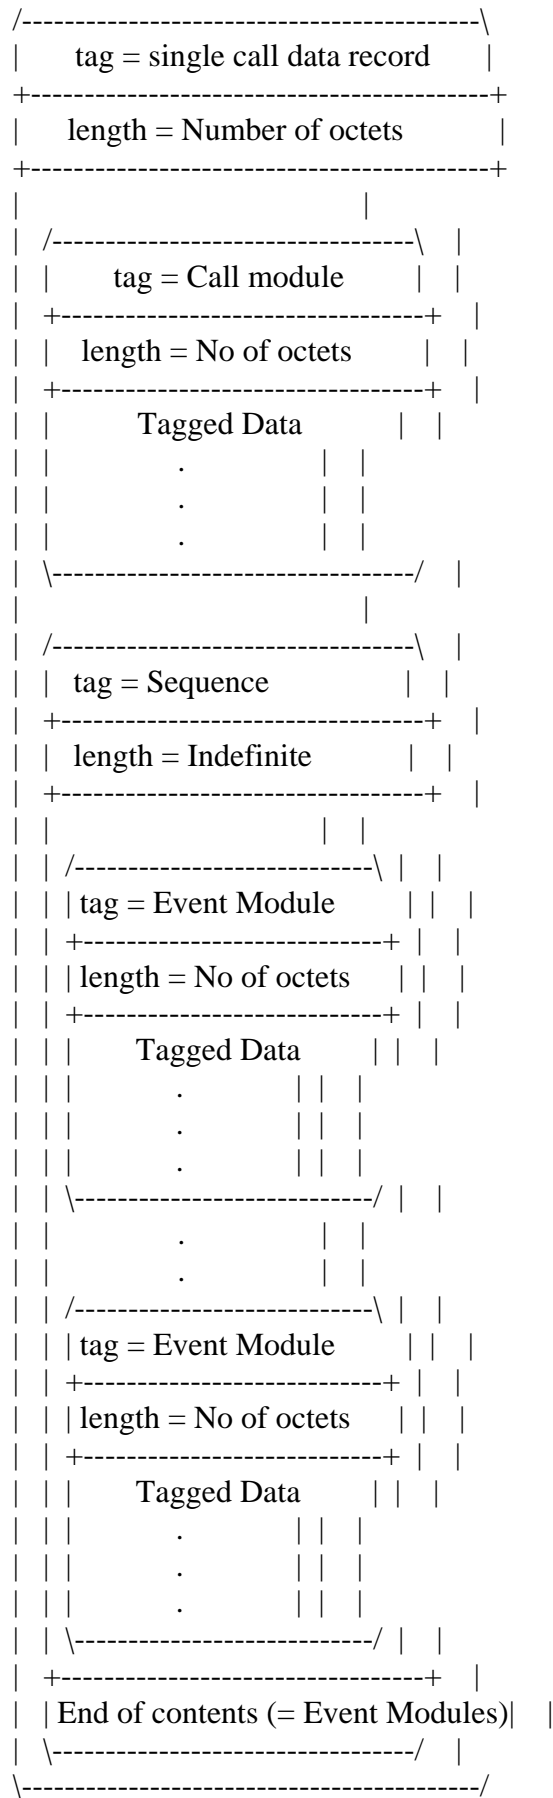 /---------------------------------------------------\
|       tag = single call data record       |
+---------------------------------------------------+
|      length = Number of octets            |
+---------------------------------------------------+
|                                           |
|   /----------------------------------\    |
|   |        tag = Call module         |    |
|   +----------------------------------+    |
|   |    length = No of octets         |    |
|   +----------------------------------+    |
|   |           Tagged Data            |    |
|   |                .                 |    |
|   |                .                 |    |
|   |                .                 |    |
|   \----------------------------------/    |
|                                           |
|   /----------------------------------\    |
|   |   tag = Sequence                 |    |
|   +----------------------------------+    |
|   |   length = Indefinite            |    |
|   +----------------------------------+    |
|   |                                  |    |
|   | /----------------------------\ |    |
|   | | tag = Event Module         | |    |
|   | +----------------------------+ |    |
|   | | length = No of octets      | |    |
|   | +----------------------------+ |    |
|   | |        Tagged Data         | |    |
|   | |             .              | |    |
|   | |             .              | |    |
|   | |             .              | |    |
|   | \----------------------------/ |    |
|   |                .                 |    |
|   |                .                 |    |
|   | /----------------------------\ |    |
|   | | tag = Event Module         | |    |
|   | +----------------------------+ |    |
|   | | length = No of octets      | |    |
|   | +----------------------------+ |    |
|   | |        Tagged Data         | |    |
|   | |             .              | |    |
|   | |             .              | |    |
|   | |             .              | |    |
|   | \----------------------------/ |    |
|   +----------------------------------+    |
|   | End of contents (= Event Modules)|    |
|   \----------------------------------/    |
\---------------------------------------------------/